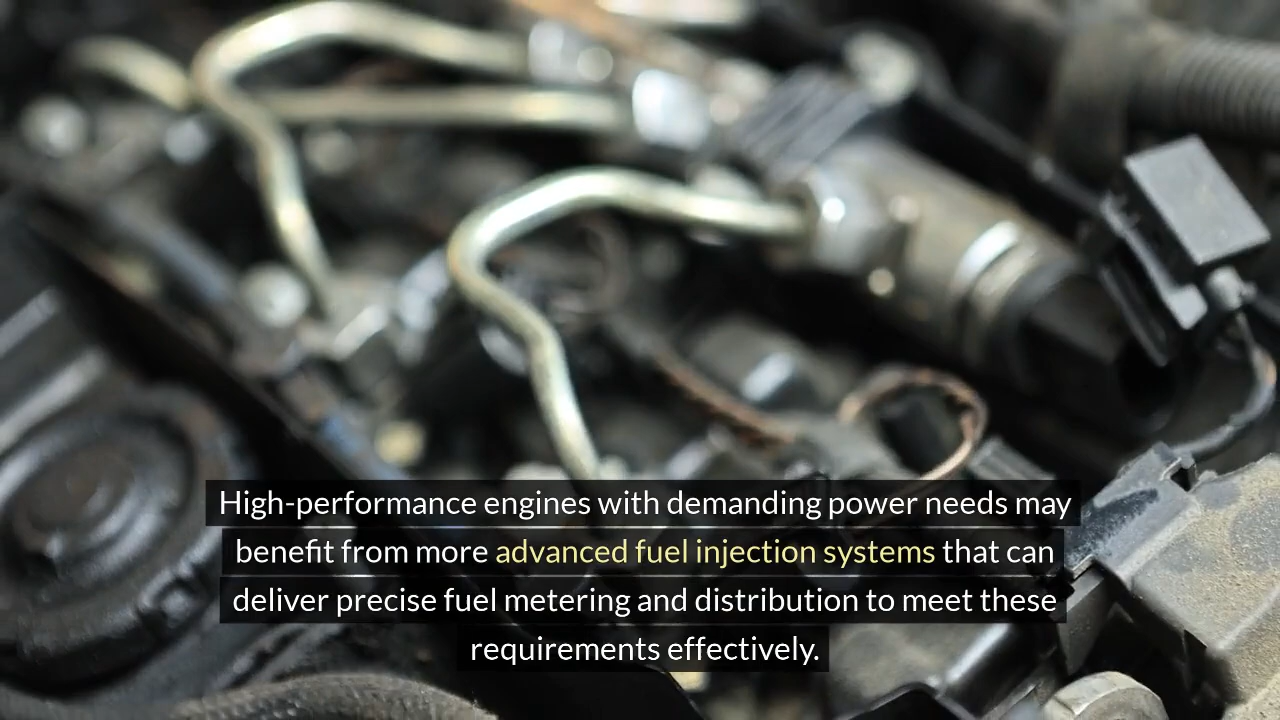 High-performance engines with demanding power needs may
benefit from more advanced fuel injection systems that can
deliver precise fuel metering and distribution to meet these
requirements effectively.